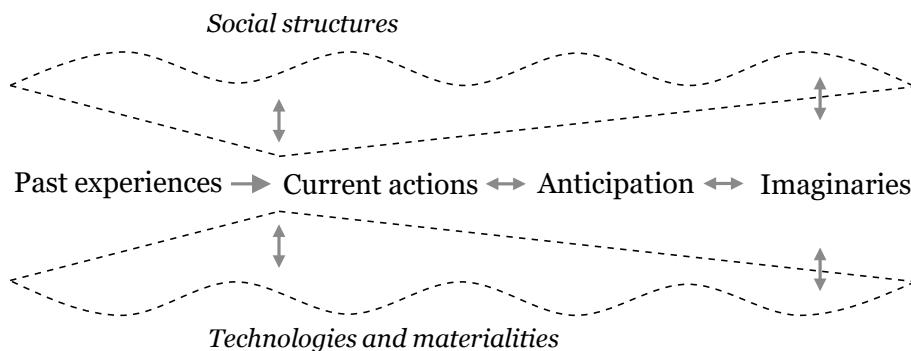 Social structures
Past experiences Current actions Anticipation Imaginaries
Technologies and materialities